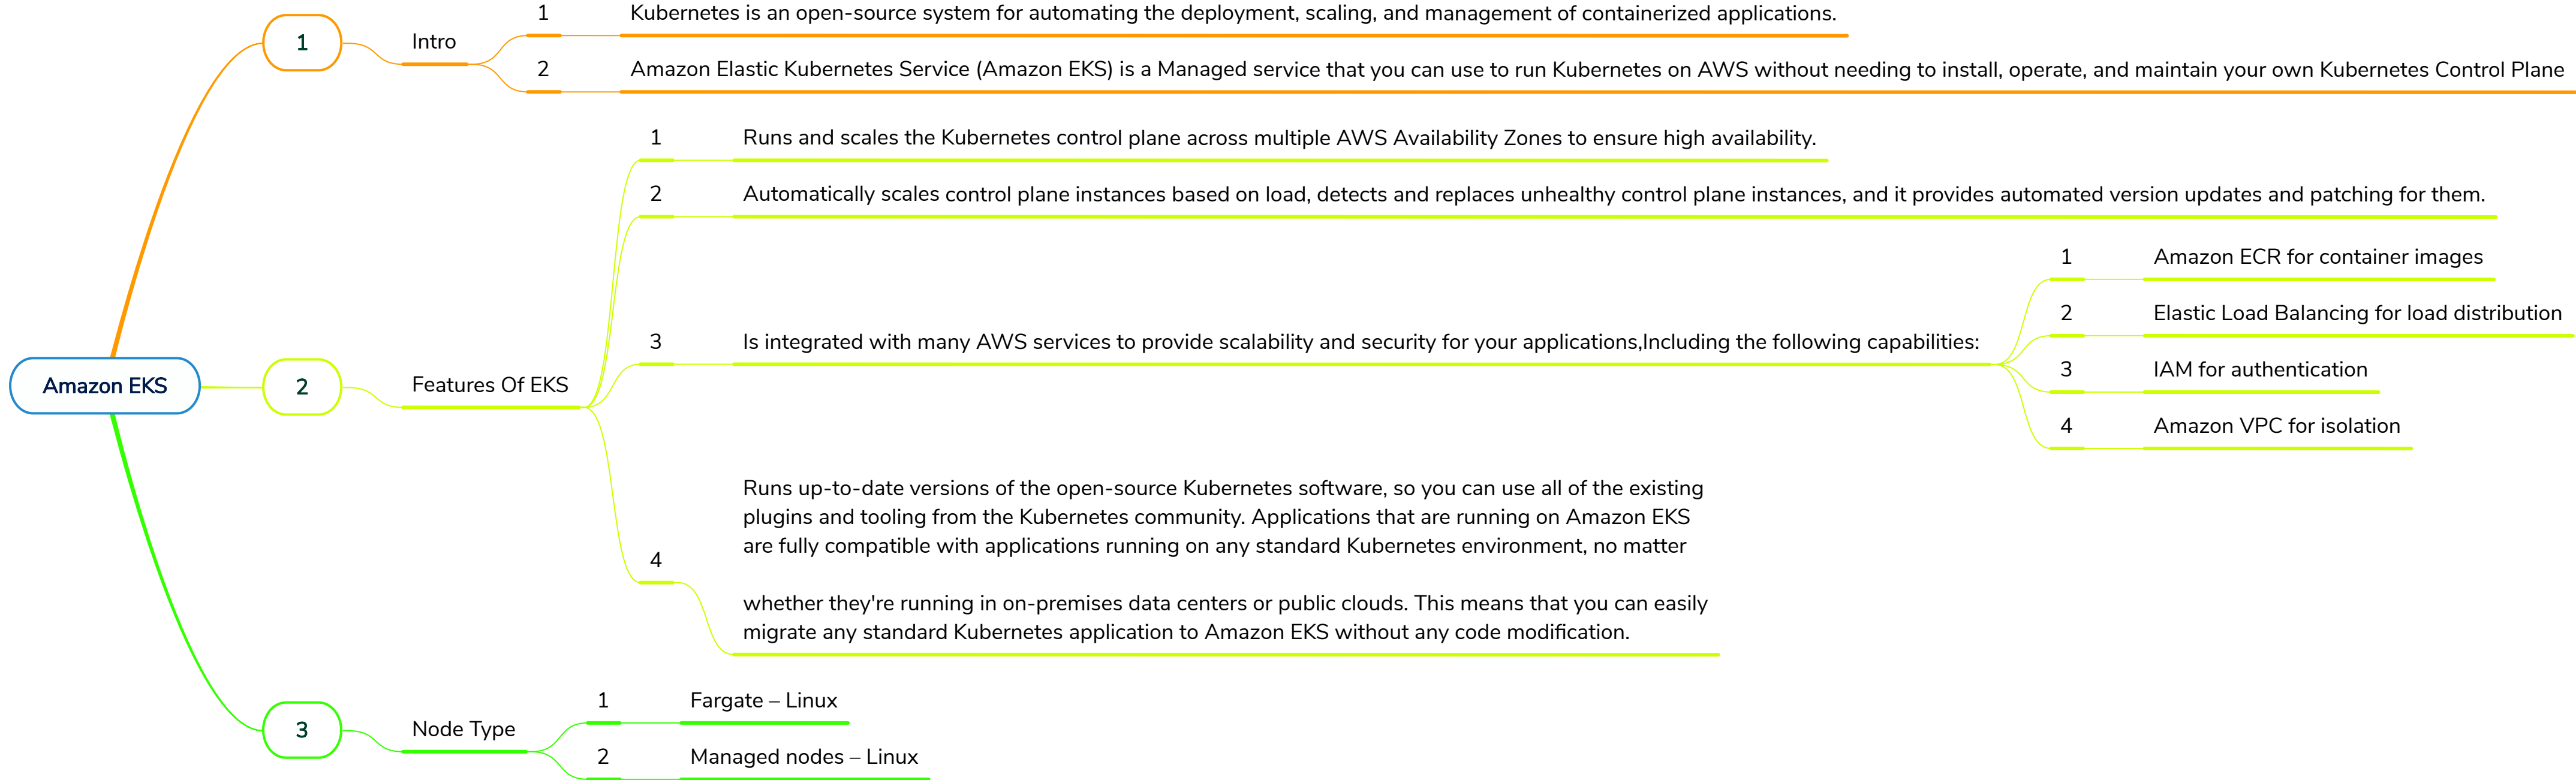 Amazon EKS
1
Intro
1
Kubernetes is an open-source system for automating the deployment, scaling, and management of containerized applications.
2
Amazon Elastic Kubernetes Service (Amazon EKS) is a Managed service that you can use to run Kubernetes on AWS without needing to install, operate, and maintain your own Kubernetes Control Plane
2
Features Of EKS
1
Runs and scales the Kubernetes control plane across multiple AWS Availability Zones to ensure high availability.
2
Automatically scales control plane instances based on load, detects and replaces unhealthy control plane instances, and it provides automated version updates and patching for them.
3
Is integrated with many AWS services to provide scalability and security for your applications,Including the following capabilities:
1
Amazon ECR for container images
2
Elastic Load Balancing for load distribution
3
IAM for authentication
4
Amazon VPC for isolation
4
Runs up-to-date versions of the open-source Kubernetes software, so you can use all of the existing
plugins and tooling from the Kubernetes community. Applications that are running on Amazon EKS
are fully compatible with applications running on any standard Kubernetes environment, no matter
whether they're running in on-premises data centers or public clouds. This means that you can easily
migrate any standard Kubernetes application to Amazon EKS without any code modification.
3
Node Type
1
Fargate – Linux
2
Managed nodes – Linux